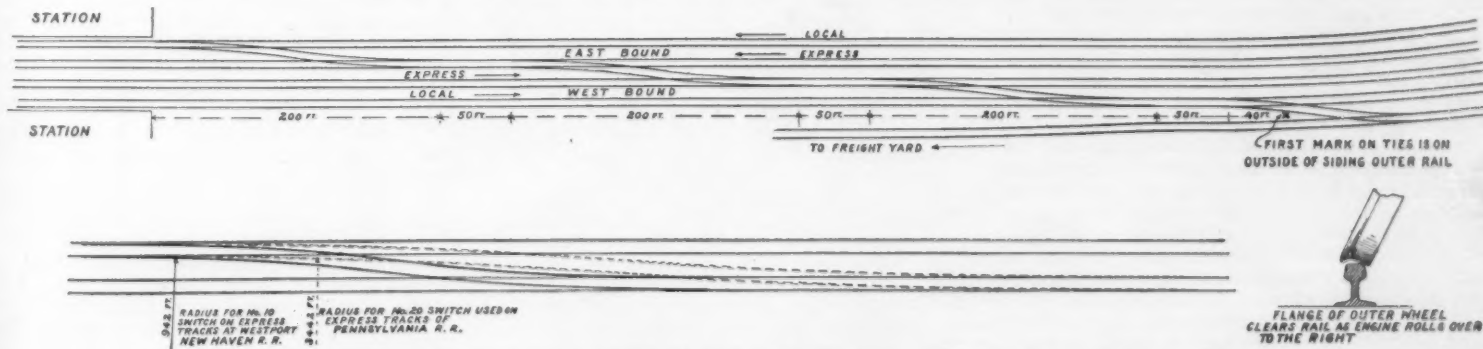 STATION
LOCAL
EAST BOUND
EXPRESS
EXPRESS
LOCAL
WEST BOUND
200 FT.
50 FT.
200 FT.
50 FT.
200 FT.
50 FT.
40 FT.
STATION
TO FREIGHT YARD
FIRST MARK ON TIES IS ON
OUTSIDE OF SIDING OUTER RAIL
942 FT.
RADIUS FOR No. 10
SWITCH ON EXPRESS
TRACKS AT WESTPORT
NEW HAVEN R. R.
3442 FT.
RADIUS FOR No. 20 SWITCH USED ON
EXPRESS TRACKS OF
PENNSYLVANIA R. R.
FLANGE OF OUTER WHEEL
CLEARS RAIL AS ENGINE ROLLS OVER
TO THE RIGHT